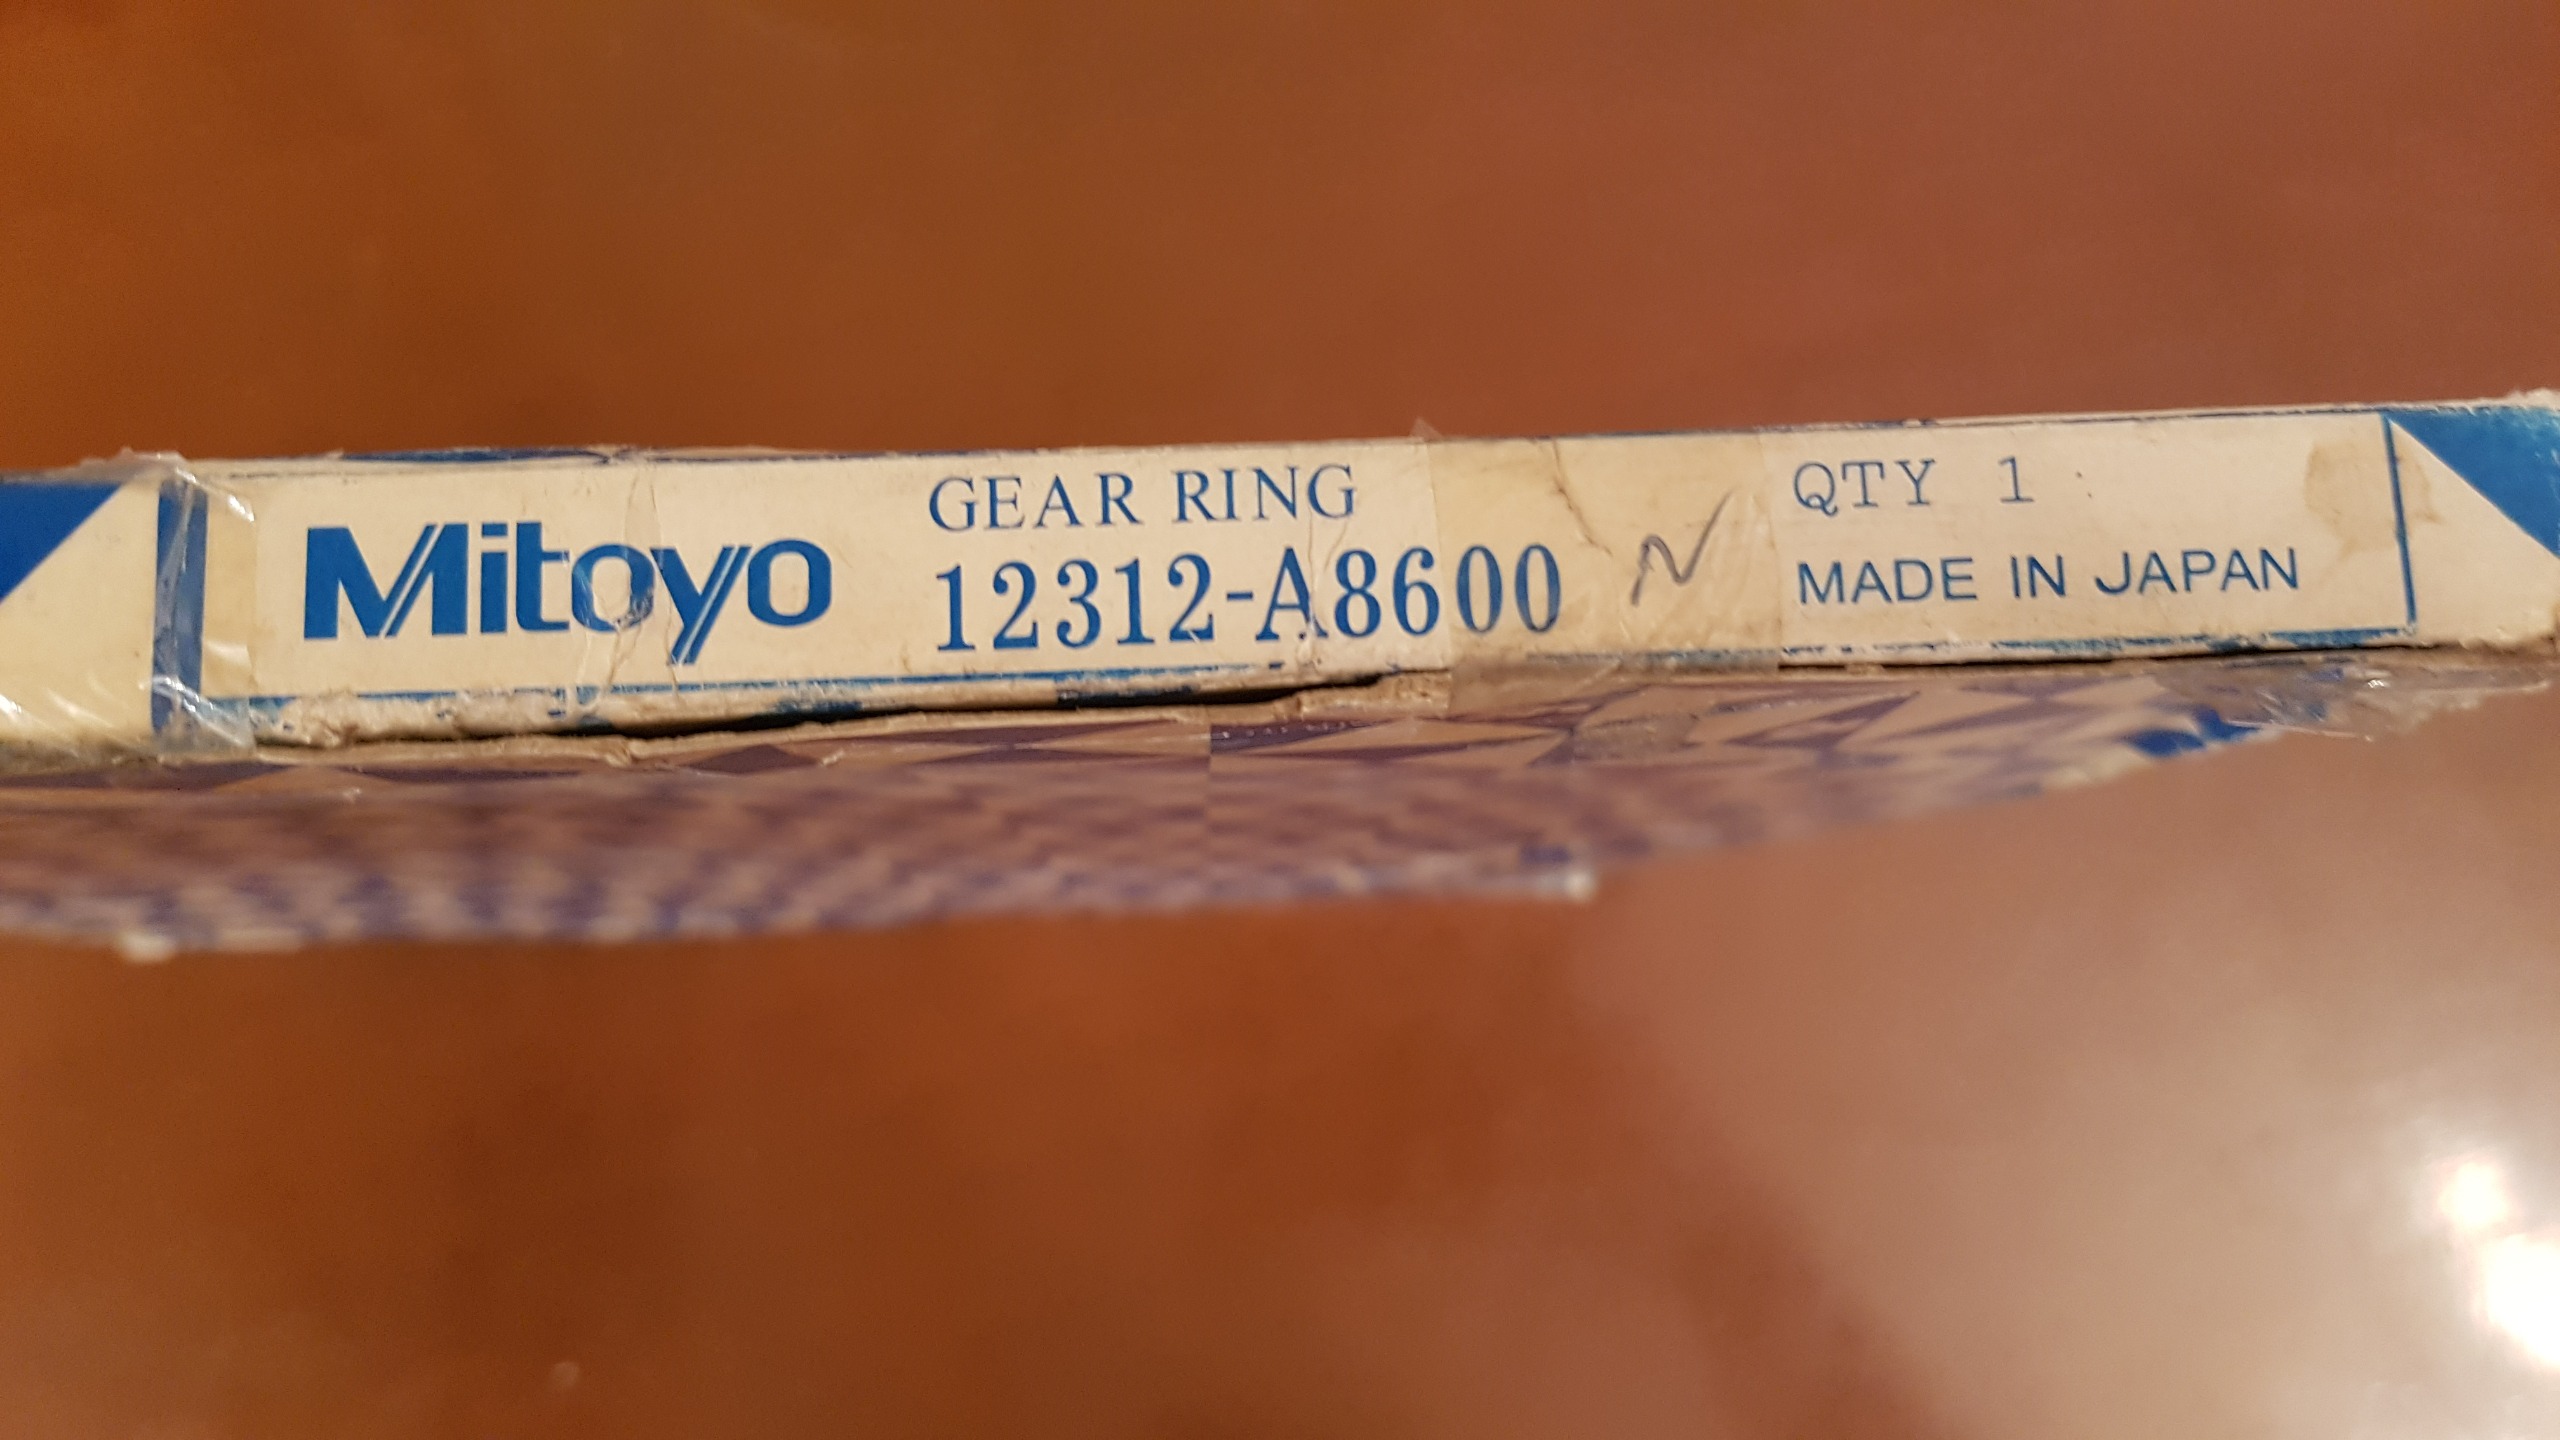 Mitoyo
GEAR RING
12312-A8600
QTY 1
MADE IN JAPAN